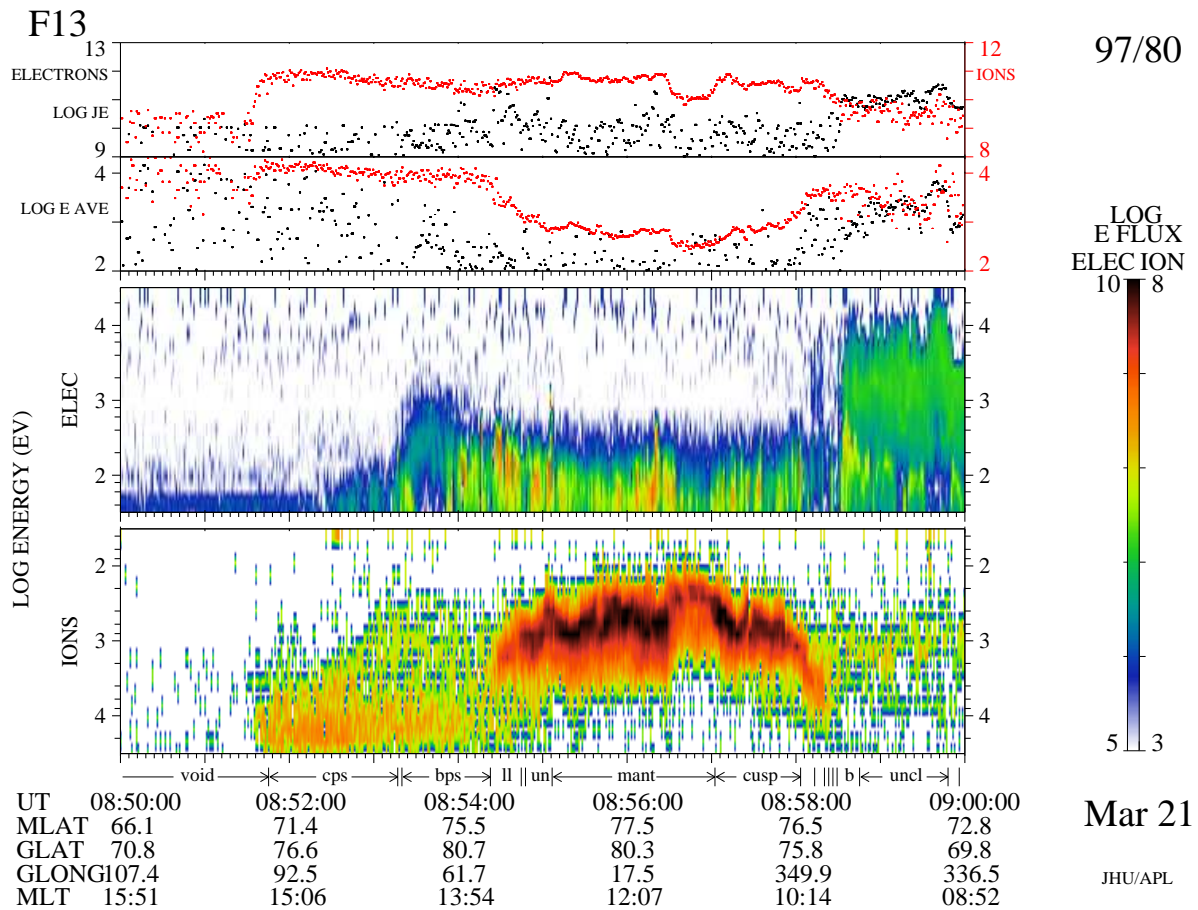 F13
97/80
13
12
ELECTRONS
IONS
LOG JE
9
8
4
4
LOG E AVE
2
2
LOG
E FLUX
ELEC ION
10 8
4
4
3
3
2
2
ELEC
LOG ENERGY (EV)
2
2
3
3
4
4
IONS
5 3
void cps bps ll un mant cusp b uncl
UT 08:50:00 08:52:00 08:54:00 08:56:00 08:58:00 09:00:00
MLAT 66.1 71.4 75.5 77.5 76.5 72.8
GLAT 70.8 76.6 80.7 80.3 75.8 69.8
GLONG107.4 92.5 61.7 17.5 349.9 336.5
MLT 15:51 15:06 13:54 12:07 10:14 08:52
Mar 21
JHU/APL